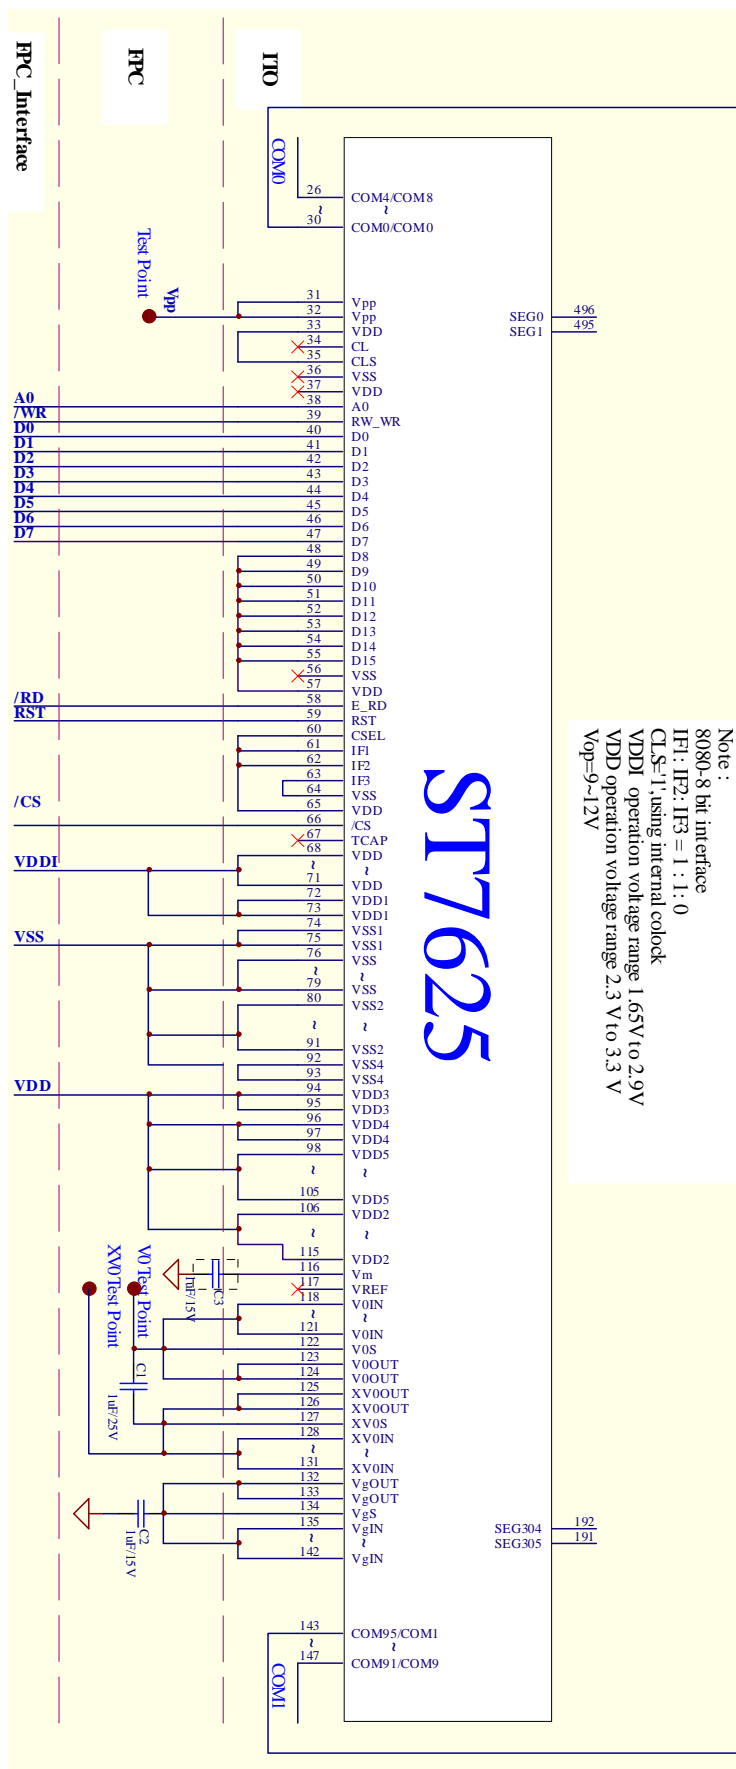 FPC_Interface
FPC
ITO
COM0
26 COM4/COM8
~ ~
30 COM0/COM0
Test Point
Vpp
31 Vpp
32 Vpp
33 VDD
34 CL
35 CLS
36 VSS
37 VDD
A0 38 A0
/WR 39 RW_WR
D0 40 D0
D1 41 D1
D2 42 D2
D3 43 D3
D4 44 D4
D5 45 D5
D6 46 D6
D7 47 D7
48 D8
49 D9
50 D10
51 D11
52 D12
53 D13
54 D14
55 D15
56 VSS
57 VDD
/RD 58 E_RD
RST 59 RST
60 CSEL
61 IF1
62 IF2
63 IF3
64 VSS
65 VDD
/CS 66 /CS
67 TCAP
68 VDD
~ ~
VDDI
71 VDD
72 VDD1
73 VDD1
74 VSS1
VSS 75 VSS1
76 VSS
~ ~
79 VSS
80 VSS2
~ ~
91 VSS2
92 VSS4
93 VSS4
VDD 94 VDD3
95 VDD3
96 VDD4
97 VDD4
98 VDD5
~ ~
105 VDD5
106 VDD2
~ ~
115 VDD2
116 Vm
117 VREF
118 V0IN
~ ~
121 V0IN
122 V0S
123 V0OUT
124 V0OUT
125 XV0OUT
126 XV0OUT
127 XV0S
128 XV0IN
~ ~
131 XV0IN
132 VgOUT
133 VgOUT
134 VgS
135 VgIN
~ ~
142 VgIN
143 COM95/COM1
~ ~
147 COM91/COM9
COM1
V0 Test Point
XV0 Test Point
C3
1uF/15V
C1
1uF/25V
C2
1uF/15V
SEG0 496
SEG1 495
ST7625
SEG304 192
SEG305 191
Note :
8080-8 bit interface
IF1 : IF2: IF3 = 1 : 1: 0
CLS='1',using internal colock
VDDI operation voltage range 1.65V to 2.9V
VDD operation voltage range 2.3 V to 3.3 V
Vop=9~12V